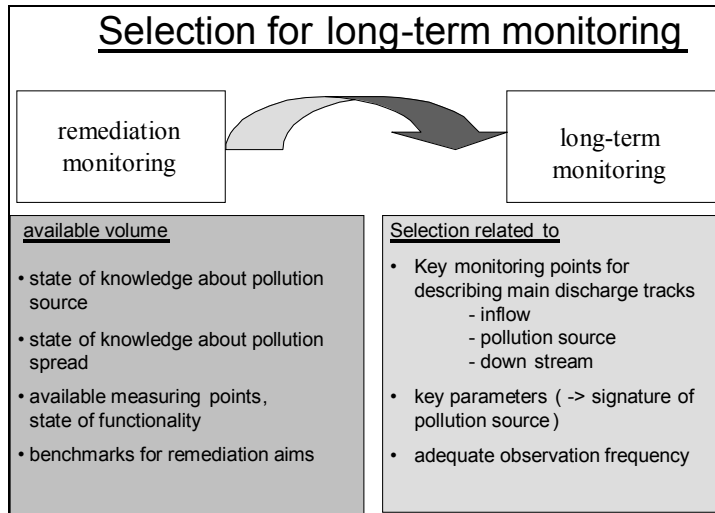 Selection for long-term monitoring
remediation
monitoring
long-term
monitoring
available volume
• state of knowledge about pollution
source
• state of knowledge about pollution
spread
• available measuring points,
state of functionality
• benchmarks for remediation aims
Selection related to
• Key monitoring points for
describing main discharge tracks
- inflow
- pollution source
- down stream
• key parameters ( -> signature of
pollution source)
• adequate observation frequency